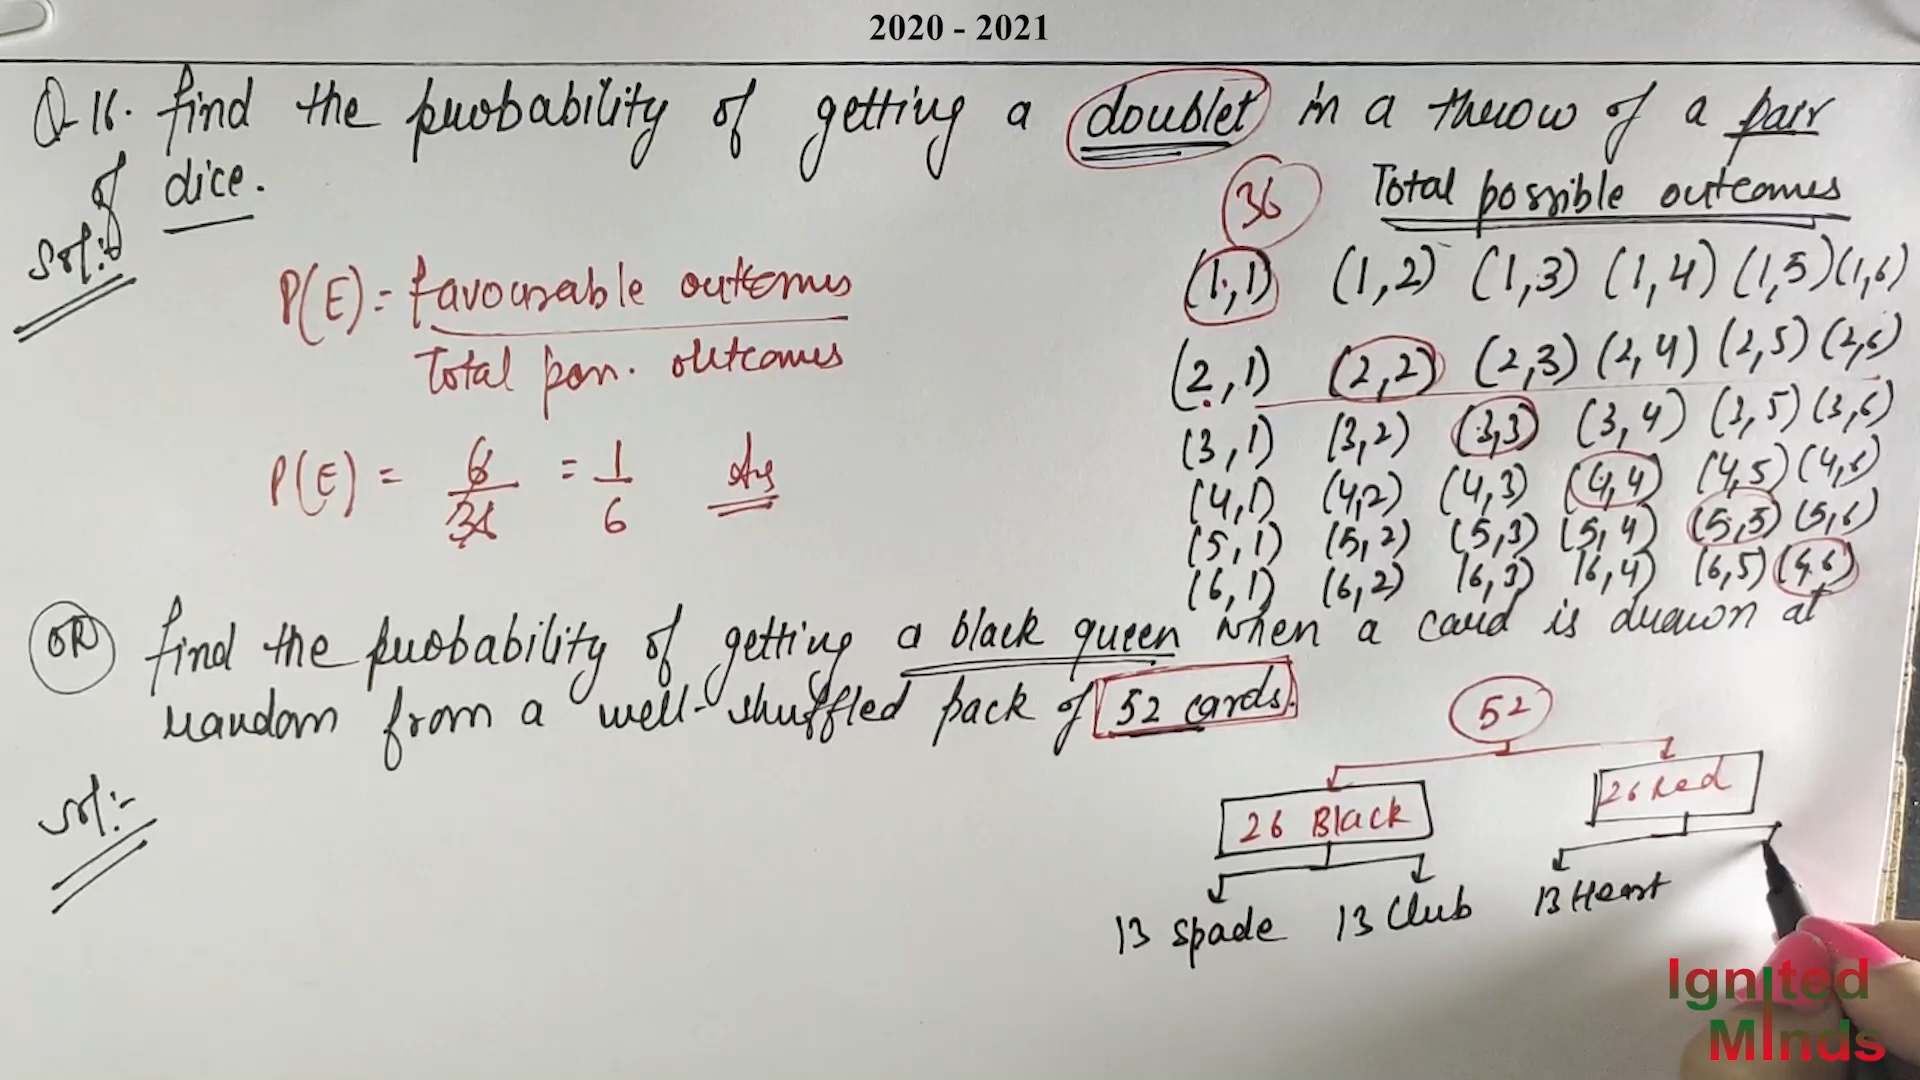 2020 - 2021
Q-16. find the probability of getting a doublet in a throw of a pair
of dice.
36 Total possible outcomes
Sol:-
(1,1) (1,2) (1,3) (1,4) (1,5) (1,6)
P(E) = favourable outcomes
Total poss. outcomes
(2,1) (2,2) (2,3) (2,4) (2,5) (2,6)
(3,1) (3,2) (3,3) (3,4) (3,5) (3,6)
P(E) = 6/36 = 1/6 Ans
(4,1) (4,2) (4,3) (4,4) (4,5) (4,6)
(5,1) (5,2) (5,3) (5,4) (5,5) (5,6)
(6,1) (6,2) (6,3) (6,4) (6,5) (6,6)
OR find the probability of getting a black queen when a card is drawn at
random from a well-shuffled pack of 52 cards.
52
Sol:-
26 Black 26 Red
13 Spade 13 Club 13 Heart
Ignited
Minds